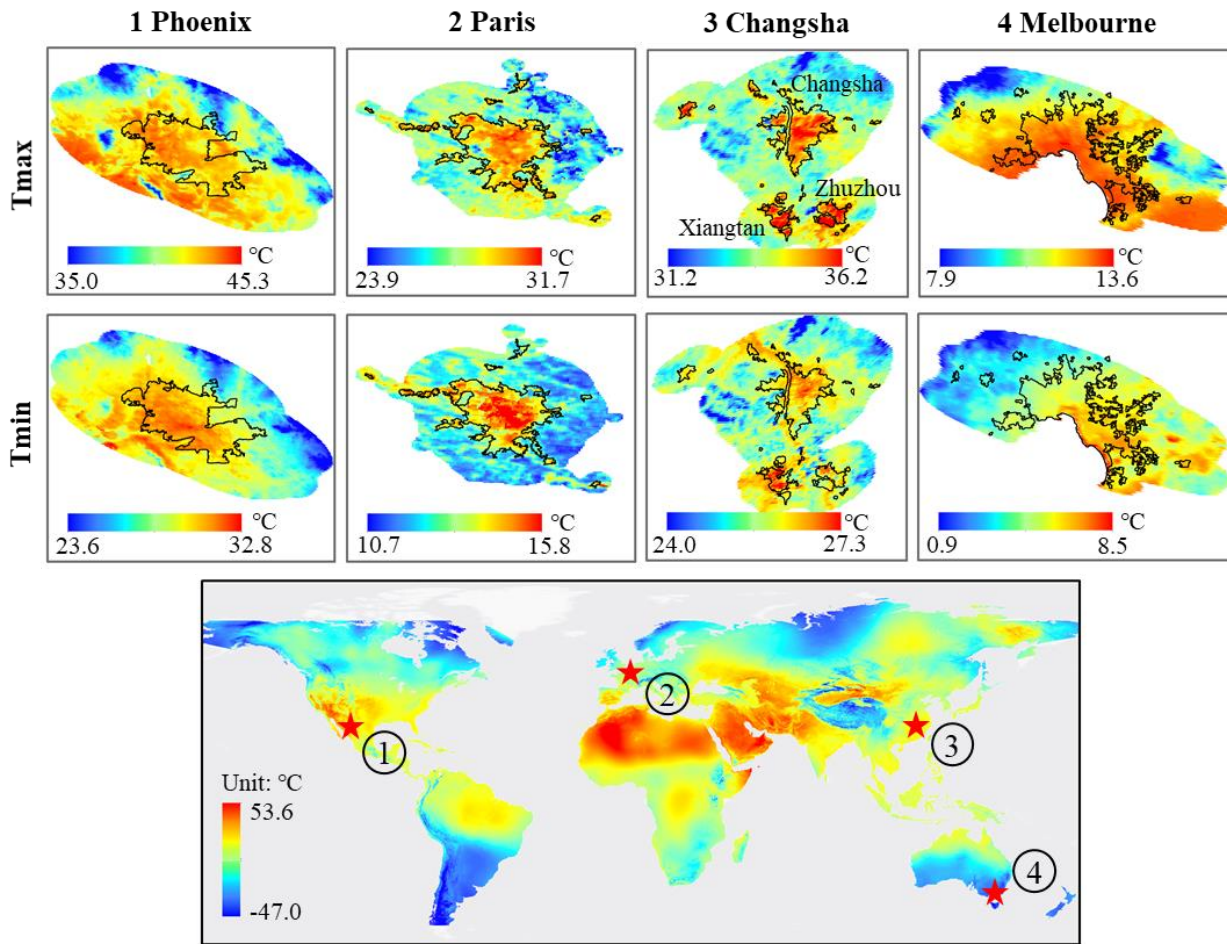 1 Phoenix
2 Paris
3 Changsha
4 Melbourne
Tmax
°C
35.0
45.3
°C
23.9
31.7
Changsha
Zhuzhou
Xiangtan
°C
31.2
36.2
°C
7.9
13.6
Tmin
°C
23.6
32.8
°C
10.7
15.8
°C
24.0
27.3
°C
0.9
8.5
Unit: °C
53.6
-47.0
1
2
3
4